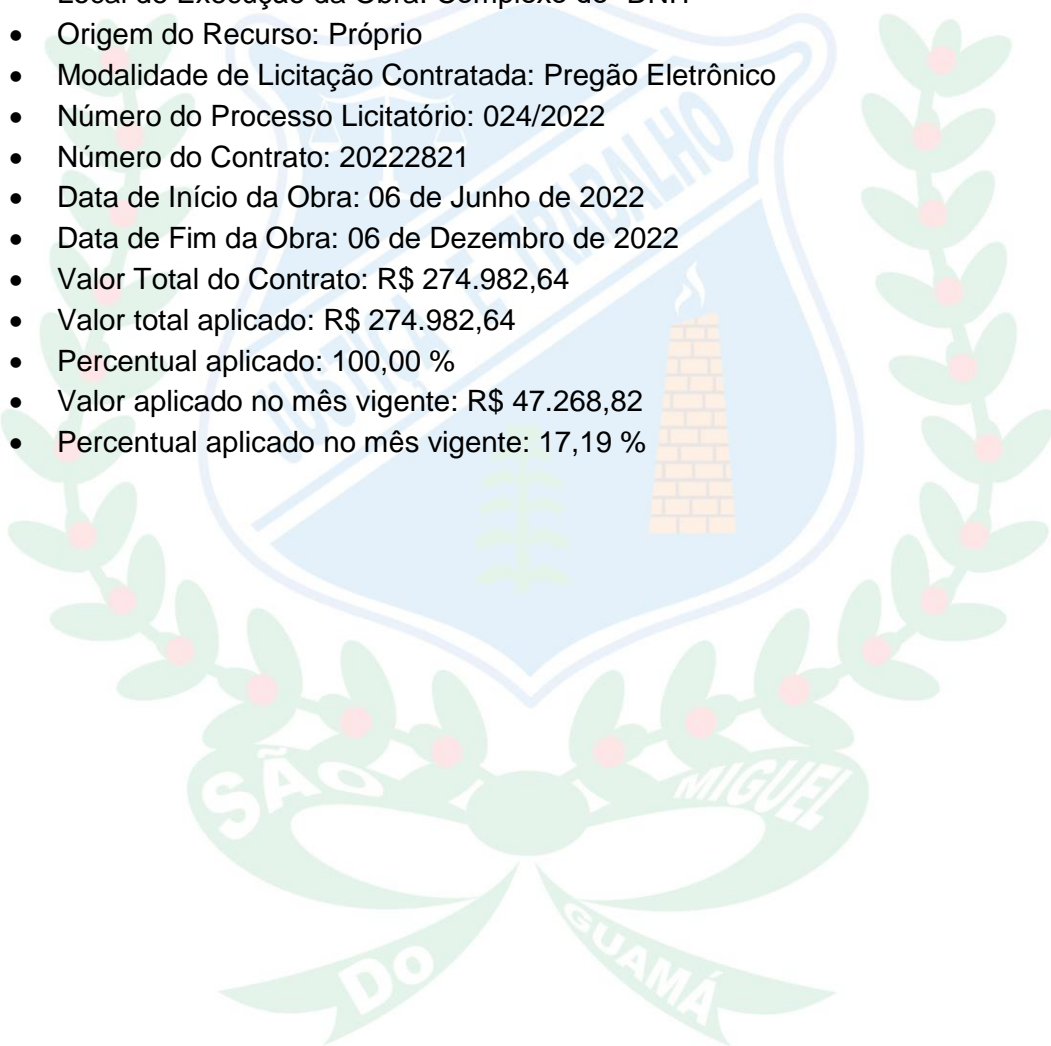 • Origem do Recurso: Próprio
• Modalidade de Licitação Contratada: Pregão Eletrônico
• Número do Processo Licitatório: 024/2022
• Número do Contrato: 20222821
• Data de Início da Obra: 06 de Junho de 2022
• Data de Fim da Obra: 06 de Dezembro de 2022
• Valor Total do Contrato: R$ 274.982,64
• Valor total aplicado: R$ 274.982,64
• Percentual aplicado: 100,00 %
• Valor aplicado no mês vigente: R$ 47.268,82
• Percentual aplicado no mês vigente: 17,19 %
JUSTIÇA E TRABALHO
SÃO MIGUEL
DO GUAMÁ